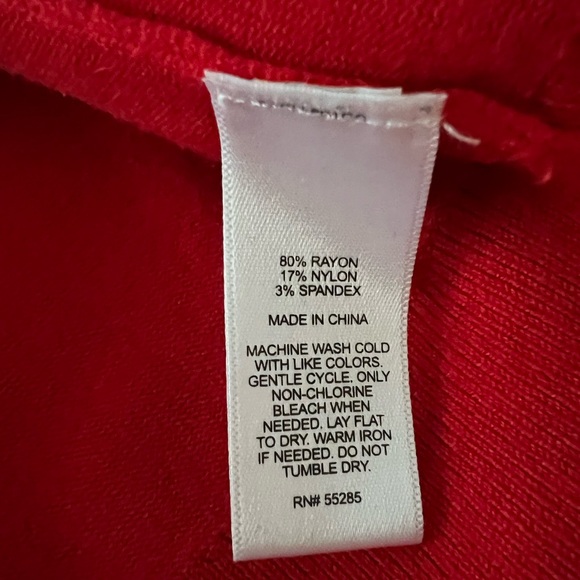 80% RAYON
17% NYLON
3% SPANDEX
MADE IN CHINA
MACHINE WASH COLD
WITH LIKE COLORS.
GENTLE CYCLE. ONLY
NON-CHLORINE
BLEACH WHEN
NEEDED. LAY FLAT
TO DRY. WARM IRON
IF NEEDED. DO NOT
TUMBLE DRY.
RN# 55285